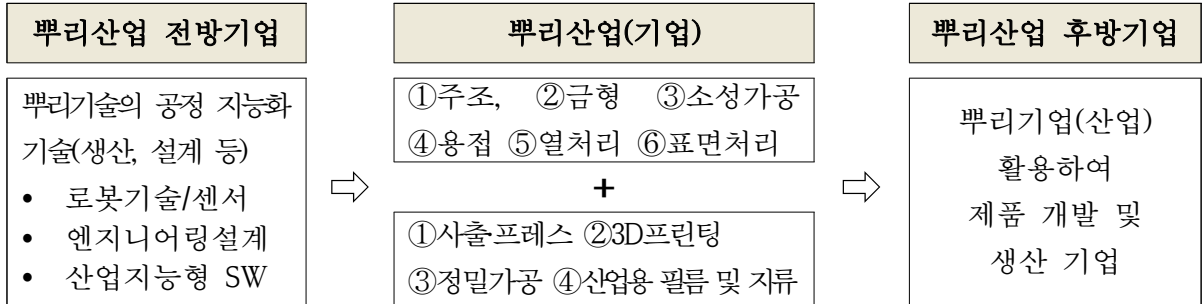 뿌리산업 전방기업
뿌리기술의 공정 지능화
기술(생산, 설계 등)
• 로봇기술/센서
• 엔지니어링설계
• 산업지능형 SW
뿌리산업(기업)
①주조, ②금형 ③소성가공
④용접 ⑤열처리 ⑥표면처리
+
①사출·프레스 ②3D프린팅
③정밀가공 ④산업용 필름 및 지류
뿌리산업 후방기업
뿌리기업(산업)
활용하여
제품 개발 및
생산 기업